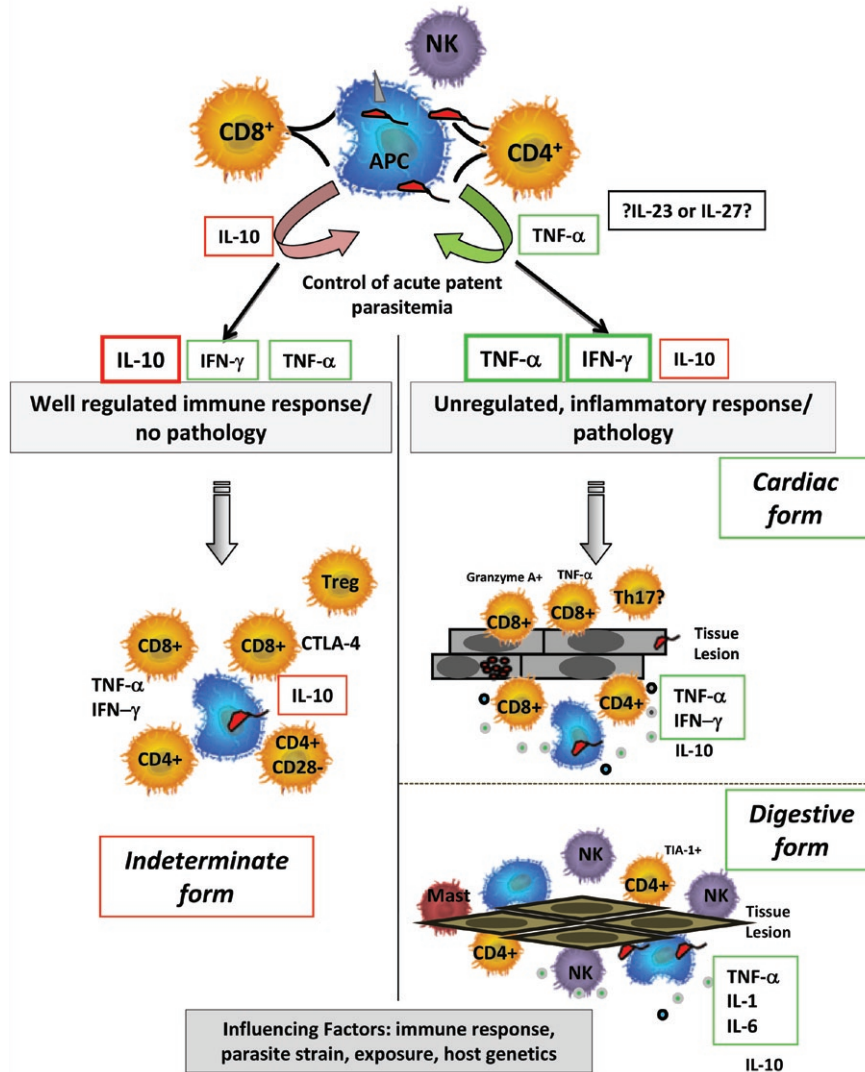 NK
CD8⁺
APC
CD4⁺
IL-10
TNF-α
?IL-23 or IL-27?
Control of acute patent
parasitemia
IL-10
IFN-γ
TNF-α
Well regulated immune response/
no pathology
TNF-α
IFN-γ
IL-10
Unregulated, inflammatory response/
pathology
Treg
CD8+
CD8+
CTLA-4
TNF-α
IFN–γ
IL-10
CD4+
CD4+
CD28-
Indeterminate
form
Cardiac
form
Granzyme A+
TNF-α
Th17?
CD8+
CD8+
Tissue
Lesion
CD8+
CD4+
TNF-α
IFN–γ
IL-10
Digestive
form
NK
TIA-1+
CD4+
Mast
NK
Tissue
Lesion
CD4+
NK
TNF-α
IL-1
IL-6
IL-10
Influencing Factors: immune response,
parasite strain, exposure, host genetics